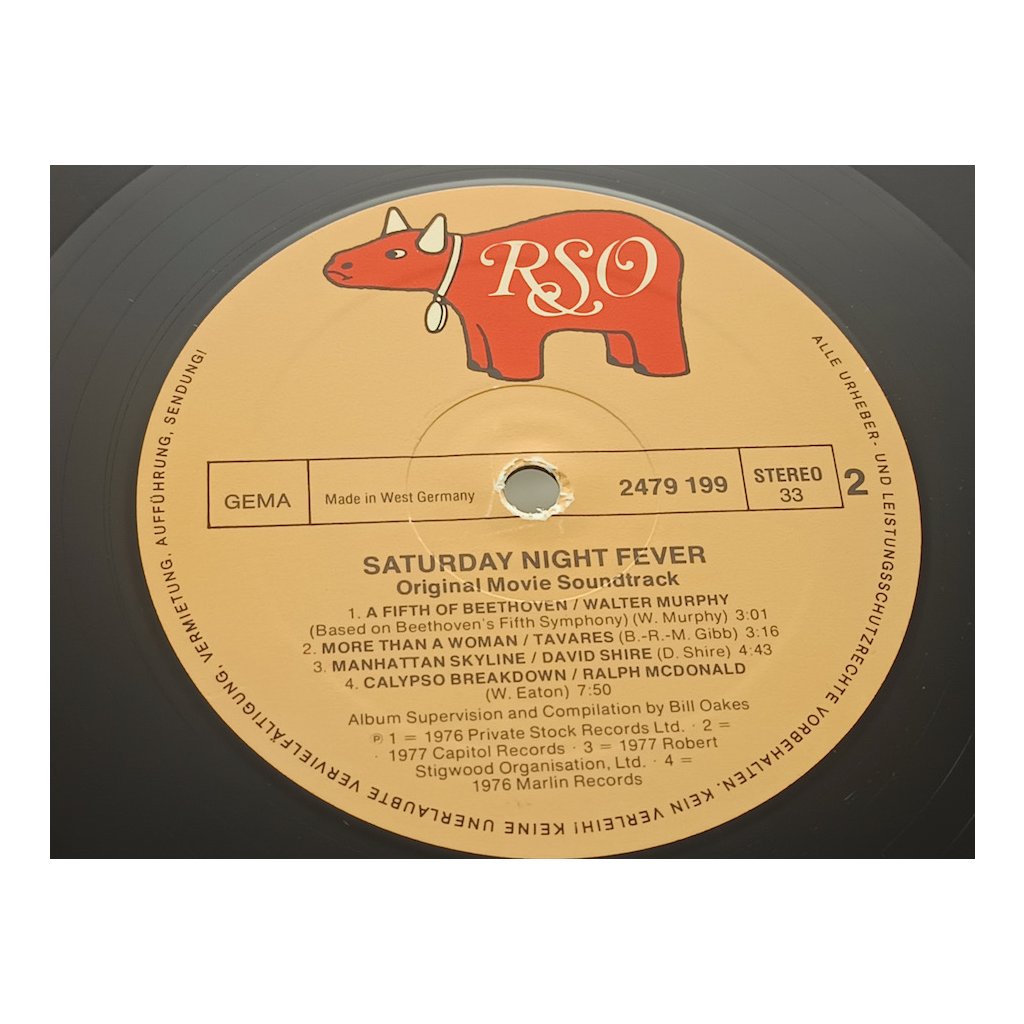 RSO
GEMA
Made in West Germany
2479 199
STEREO
33
2
SATURDAY NIGHT FEVER
Original Movie Soundtrack
1. A FIFTH OF BEETHOVEN / WALTER MURPHY
(Based on Beethoven's Fifth Symphony) (W. Murphy) 3:01
2. MORE THAN A WOMAN / TAVARES (B.-R.-M. Gibb) 3:16
3. MANHATTAN SKYLINE / DAVID SHIRE (D. Shire) 4:43
4. CALYPSO BREAKDOWN / RALPH MCDONALD
(W. Eaton) 7:50
Album Supervision and Compilation by Bill Oakes
℗ 1 = 1976 Private Stock Records Ltd. · 2 =
· 1977 Capitol Records · 3 = 1977 Robert
Stigwood Organisation, Ltd. · 4 =
1976 Marlin Records
ALLE URHEBER- UND LEISTUNGSSCHUTZRECHTE VORBEHALTEN. KEIN VERLEIH! KEINE UNERLAUBTE VERVIELFÄLTIGUNG, VERMIETUNG, AUFFÜHRUNG, SENDUNG!